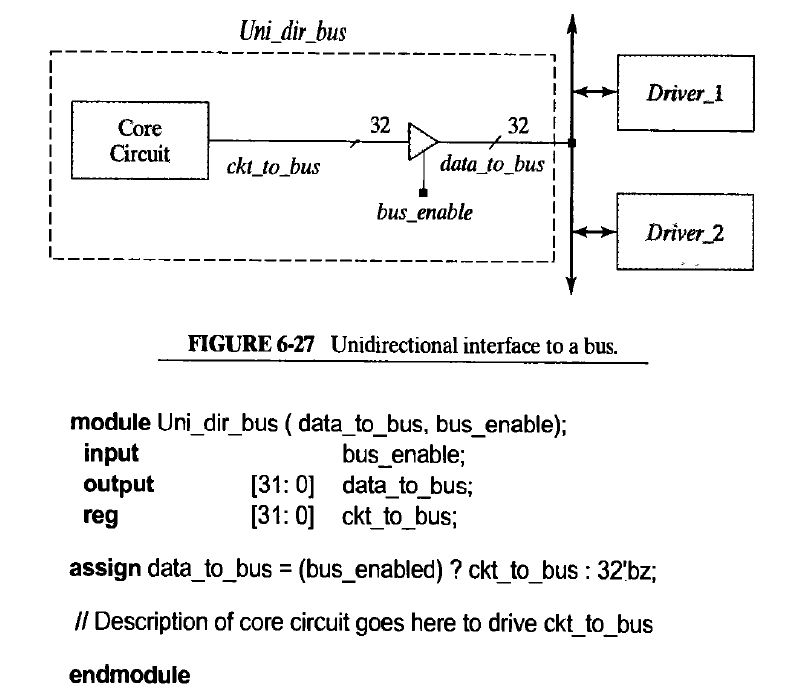 Uni_dir_bus
Core
Circuit
32
32
ckt_to_bus
data_to_bus
bus_enable
Driver_1
Driver_2
FIGURE 6-27 Unidirectional interface to a bus.
module Uni_dir_bus ( data_to_bus, bus_enable);
input bus_enable;
output [31: 0] data_to_bus;
reg [31: 0] ckt_to_bus;
assign data_to_bus = (bus_enabled) ? ckt_to_bus : 32'bz;
// Description of core circuit goes here to drive ckt_to_bus
endmodule